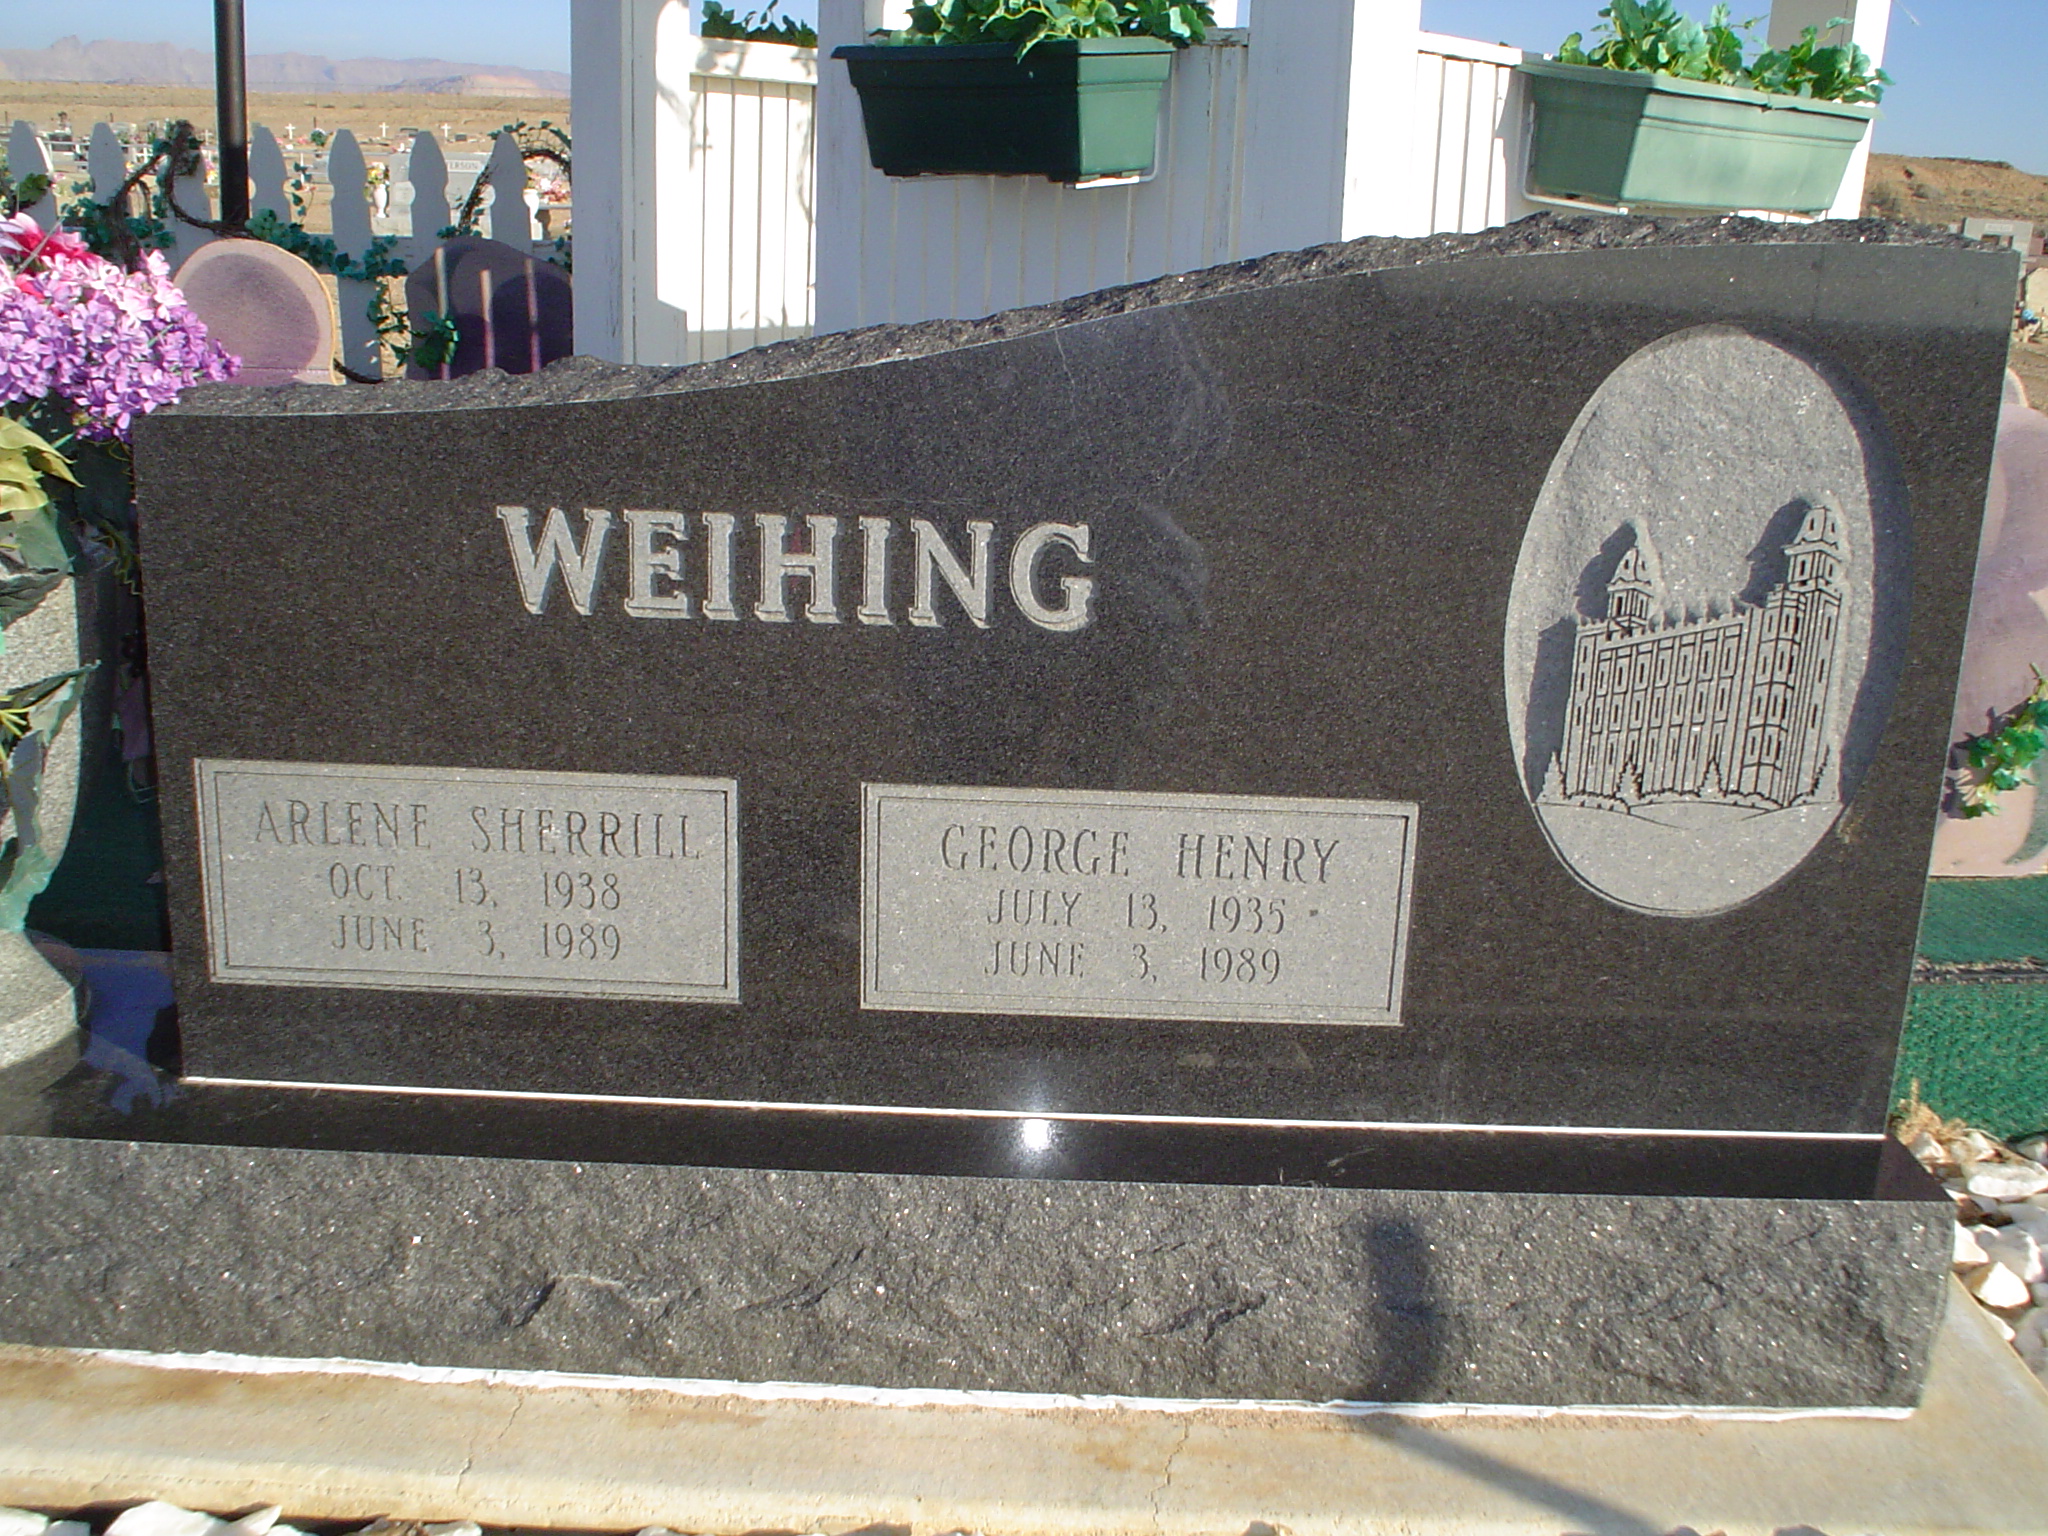 WEIHING
ARLENE SHERRILL
OCT. 13, 1938
JUNE 3, 1989
GEORGE HENRY
JULY 13, 1935
JUNE 3, 1989